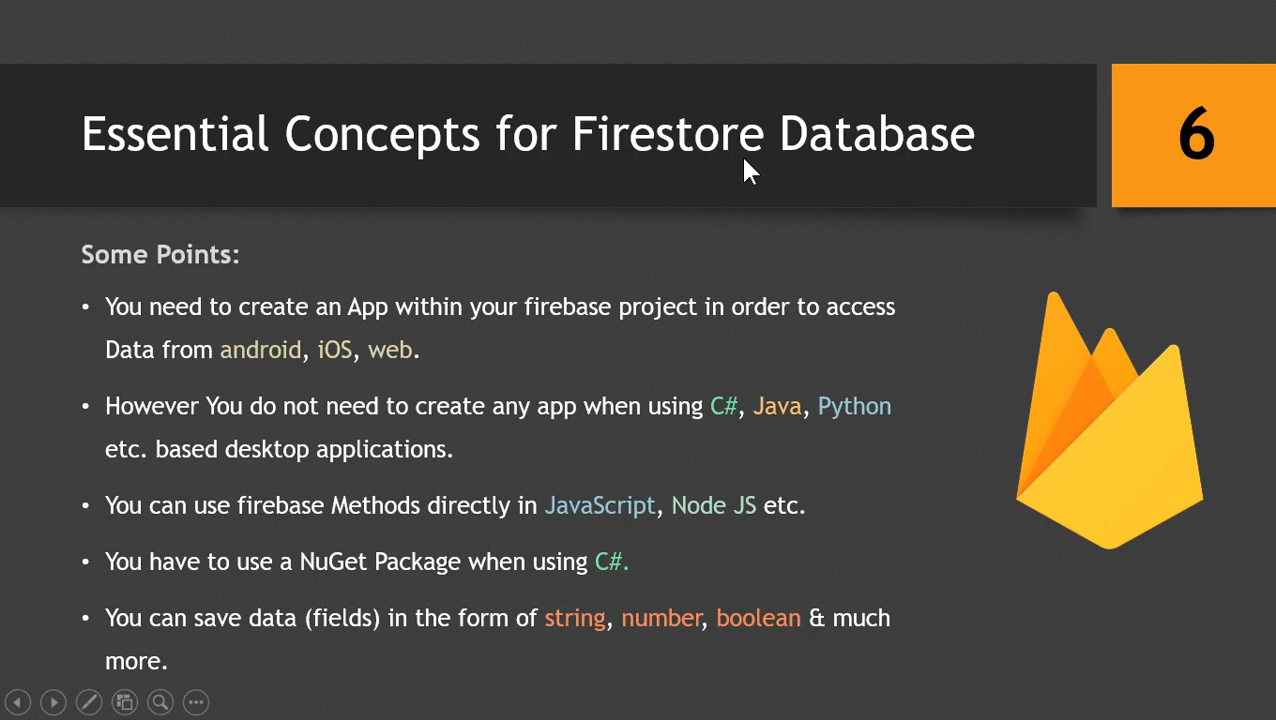 Essential Concepts for Firestore Database
6
Some Points:
• You need to create an App within your firebase project in order to access
Data from android, iOS, web.
• However You do not need to create any app when using C#, Java, Python
etc. based desktop applications.
• You can use firebase Methods directly in JavaScript, Node JS etc.
• You have to use a NuGet Package when using C#.
• You can save data (fields) in the form of string, number, boolean & much
more.